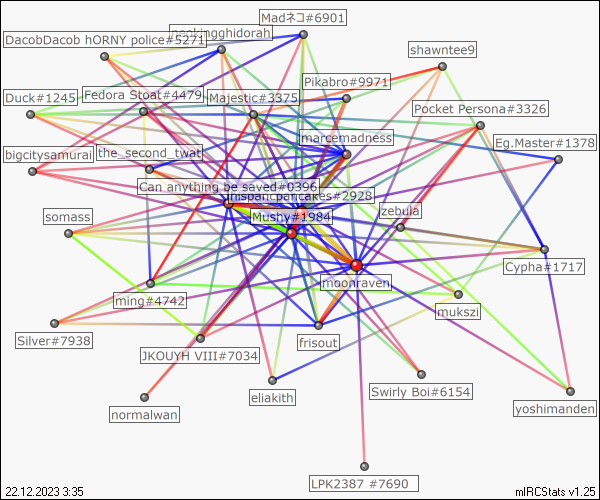 Madネコ#6901
DacobDacob hORNY police#5271
shawntee9
Pikabro#9971
Duck#1245
Fedora Stoat#4479
Majestic#3375
Pocket Persona#3326
marcemadness
Eg.Master#1378
bigcitysamurai
the_second_twat
Can anything be saved#0396
#2928
Mushy#1984
zebula
somass
Cypha#1717
moonraven
ming#4742
mukszi
Silver#7938
JKOUYH VIII#7034
frisout
eliakith
Swirly Boi#6154
normalwan
yoshimanden
LPK2387 #7690
22.12.2023 3:35
mIRCStats v1.25